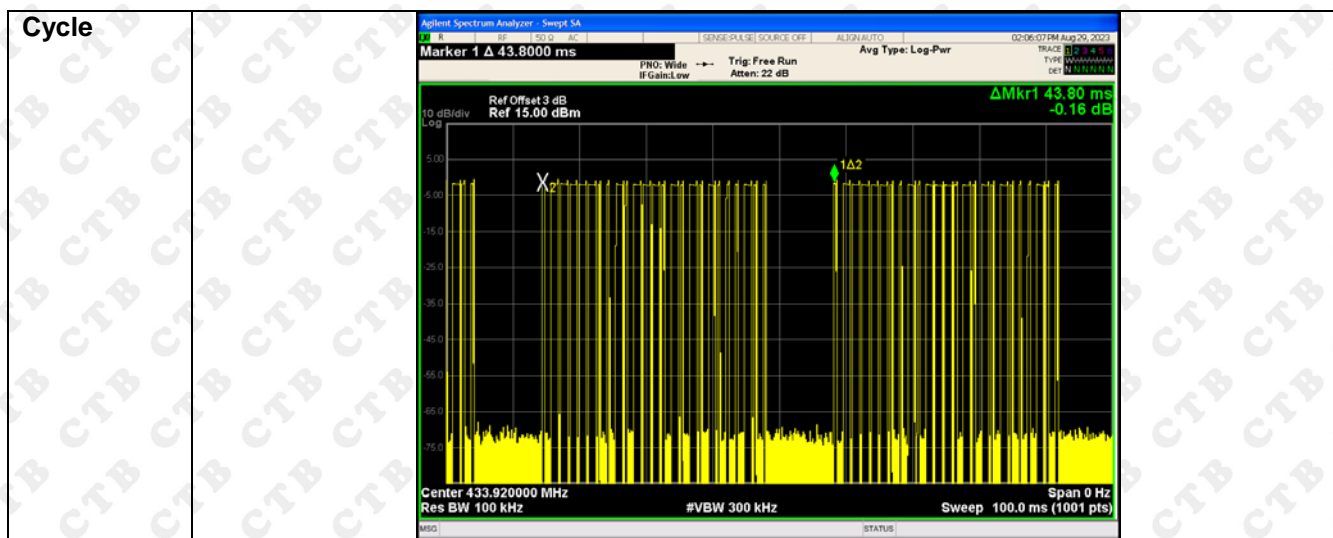 Cycle
Agilent Spectrum Analyzer - Swept SA
R RF 50 Ω AC SENSE:PULSE SOURCE OFF ALIGN AUTO 02:06:07 PM Aug 29, 2023
Marker 1 Δ 43.8000 ms
PNO: Wide
IFGain:Low
Trig: Free Run
Atten: 22 dB
Avg Type: Log-Pwr
TRACE 1 2 3 4 5 6
TYPE W
DET N N N N N N
ΔMkr1 43.80 ms
-0.16 dB
10 dB/div
Log
Ref Offset 3 dB
Ref 15.00 dBm
5.00
-5.00
-15.0
-25.0
-35.0
-45.0
-55.0
-65.0
-75.0
X2
1Δ2
Center 433.920000 MHz
Span 0 Hz
Res BW 100 kHz
#VBW 300 kHz
Sweep 100.0 ms (1001 pts)
MSG
STATUS
CTB